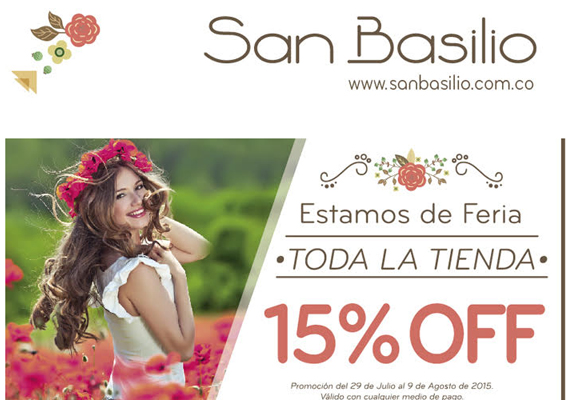 San Basilio
www.sanbasilio.com.co
Estamos de Feria
•TODA LA TIENDA•
15% OFF
Promoción del 29 de Julio al 9 de Agosto de 2015.
Válido con cualquier medio de pago.